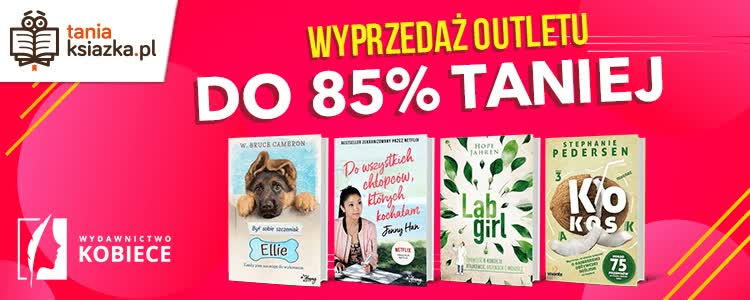 tania
ksiazka.pl
WYPRZEDAŻ OUTLETU
DO 85% TANIEJ
WYDAWNICTWO
KOBIECE
W. BRUCE CAMERON
Być sobie szczeniak
Ellie
BESTSELLER ZEKRANIZOWANY PRZEZ NETFLIX
Do wszystkich
chłopców,
których
kochałam
Jenny Han
NETFLIX
HOPE
JAHREN
Lab
girl
STEPHANIE
PEDERSEN
KOKOS
75